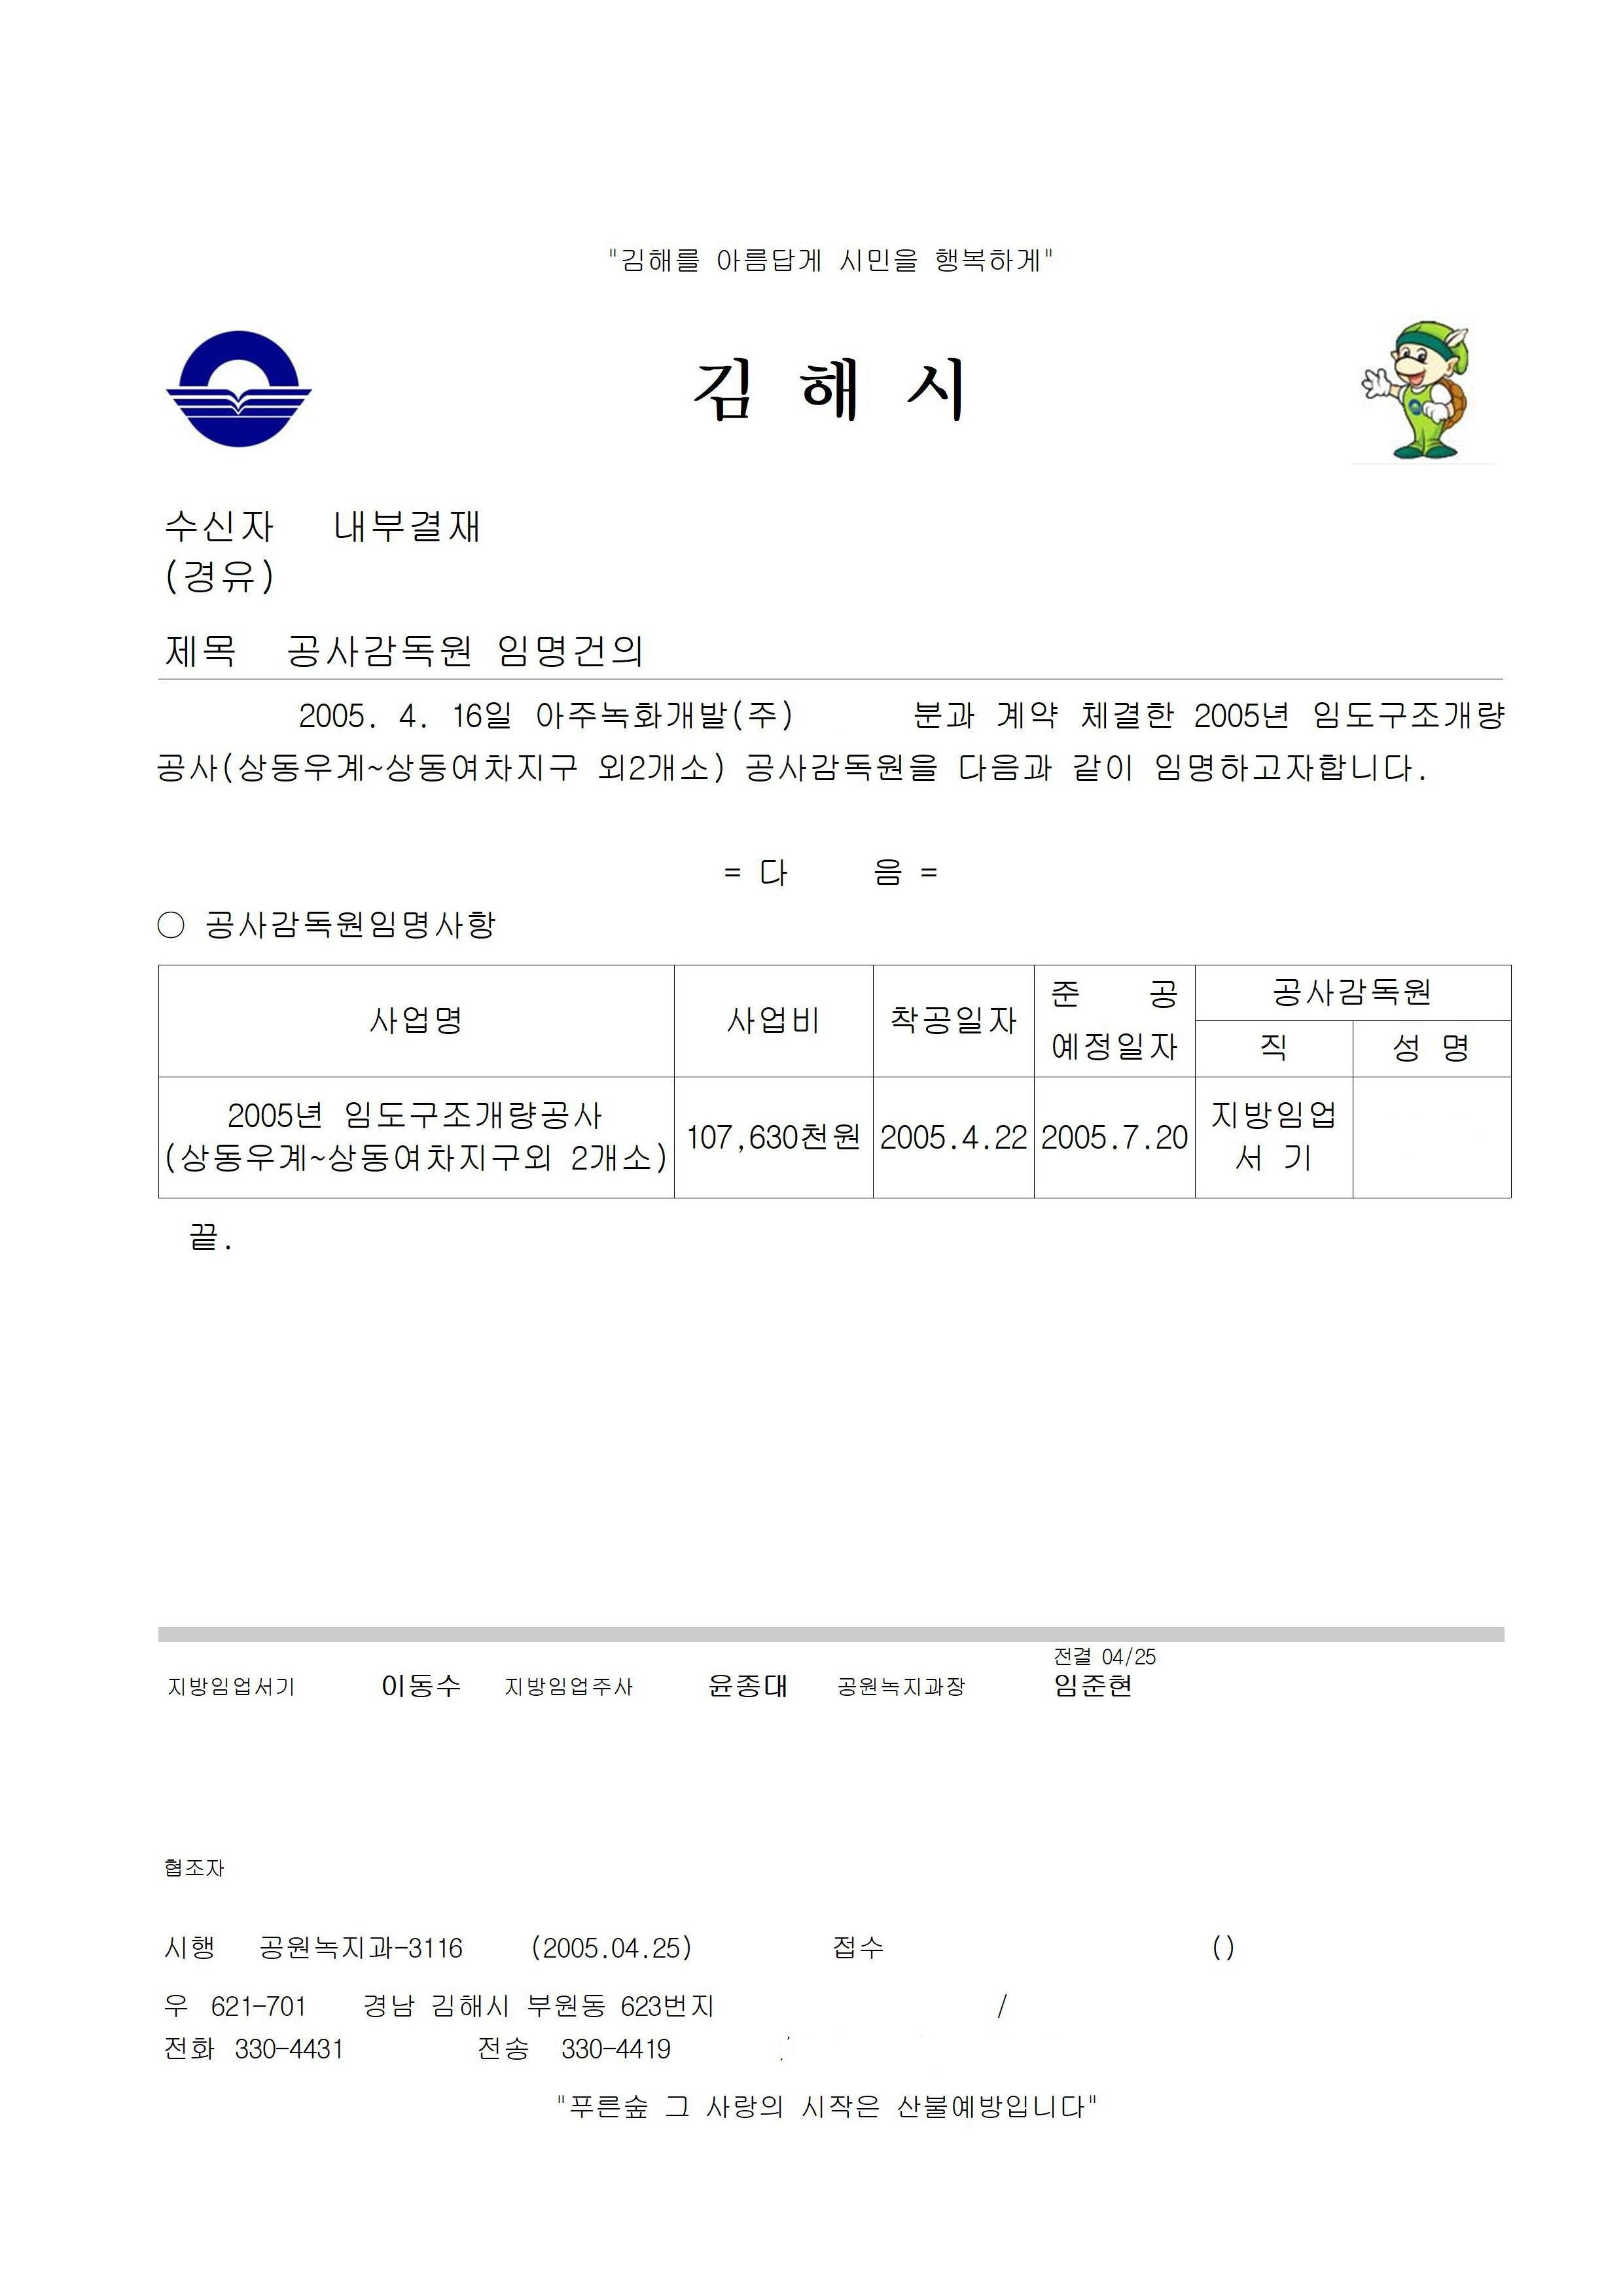 "김해를 아름답게 시민을 행복하게"
김 해 시
수신자 내부결재
(경유)
제목 공사감독원 임명건의
2005. 4. 16일 아주녹화개발(주) 분과 계약 체결한 2005년 임도구조개량
공사(상동우계~상동여차지구 외2개소) 공사감독원을 다음과 같이 임명하고자합니다.
= 다 음 =
○ 공사감독원임명사항
사업명 사업비 착공일자 준 공 예정일자 공사감독원
직 성 명
2005년 임도구조개량공사
(상동우계~상동여차지구외 2개소) 107,630천원 2005.4.22 2005.7.20 지방임업
서 기
끝.
전결 04/25
지방임업서기 이동수 지방임업주사 윤종대 공원녹지과장 임준현
협조자
시행 공원녹지과-3116 (2005.04.25) 접수 ()
우 621-701 경남 김해시 부원동 623번지 /
전화 330-4431 전송 330-4419
"푸른숲 그 사랑의 시작은 산불예방입니다"